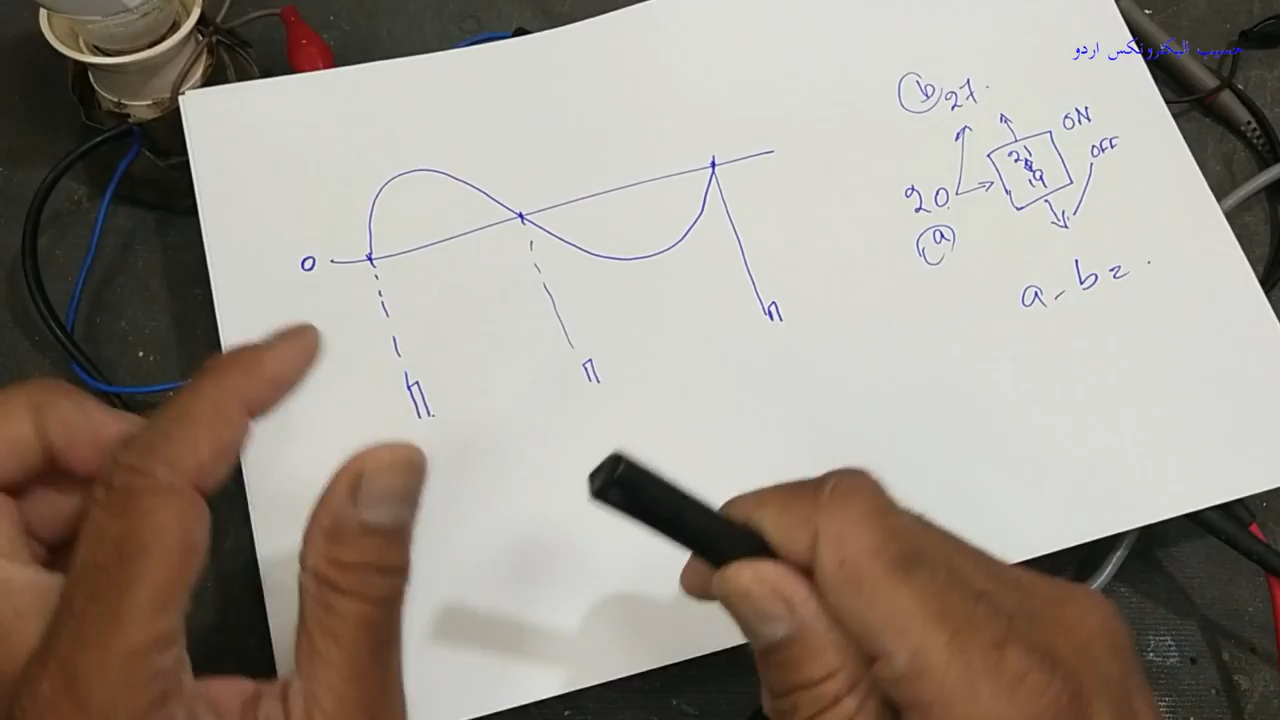 حسیب الیکٹرونکس اردو
b 27.
ON
21
19
OFF
20
a
a - b =
0